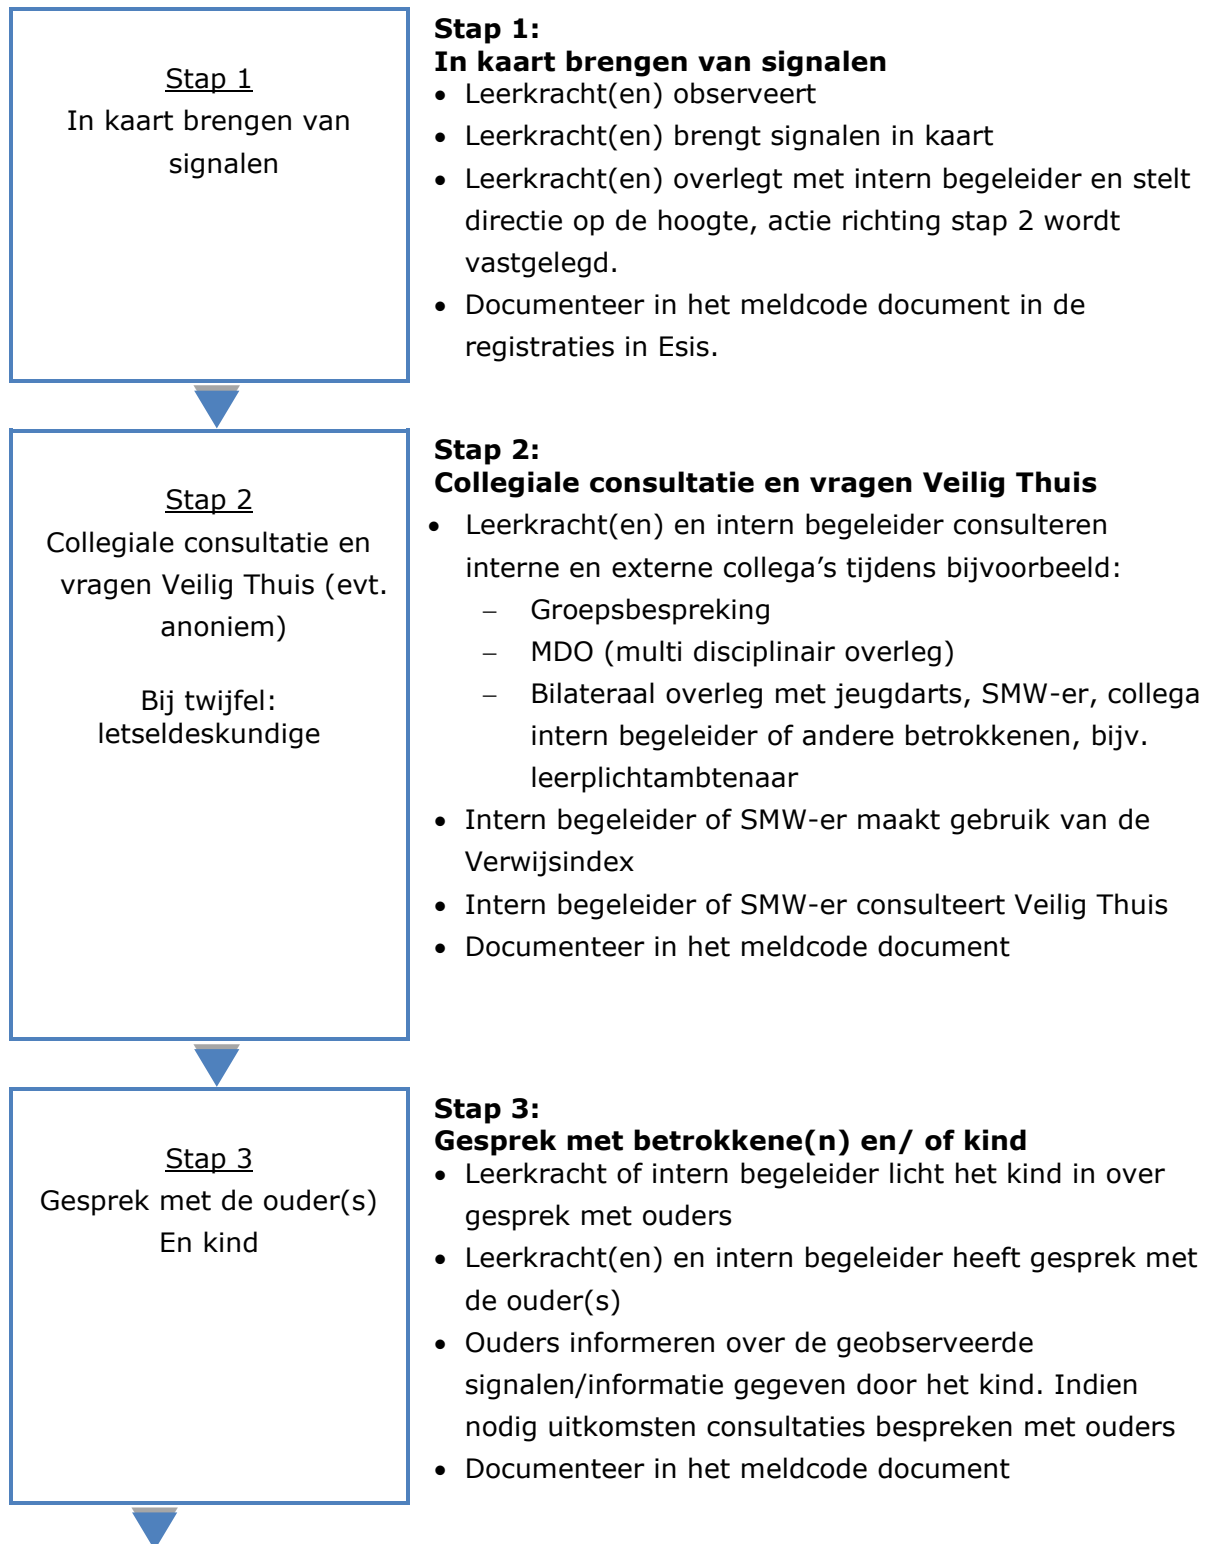 Stap 1
In kaart brengen van
signalen
Stap 1:
In kaart brengen van signalen
• Leerkracht(en) observeert
• Leerkracht(en) brengt signalen in kaart
• Leerkracht(en) overlegt met intern begeleider en stelt
directie op de hoogte, actie richting stap 2 wordt
vastgelegd.
• Documenteer in het meldcode document in de
registraties in Esis.
Stap 2
Collegiale consultatie en
vragen Veilig Thuis (evt.
anoniem)
Bij twijfel:
letseldeskundige
Stap 2:
Collegiale consultatie en vragen Veilig Thuis
• Leerkracht(en) en intern begeleider consulteren
interne en externe collega’s tijdens bijvoorbeeld:
– Groepsbespreking
– MDO (multi disciplinair overleg)
– Bilateraal overleg met jeugdarts, SMW-er, collega
intern begeleider of andere betrokkenen, bijv.
leerplichtambtenaar
• Intern begeleider of SMW-er maakt gebruik van de
Verwijsindex
• Intern begeleider of SMW-er consulteert Veilig Thuis
• Documenteer in het meldcode document
Stap 3
Gesprek met de ouder(s)
En kind
Stap 3:
Gesprek met betrokkene(n) en/ of kind
• Leerkracht of intern begeleider licht het kind in over
gesprek met ouders
• Leerkracht(en) en intern begeleider heeft gesprek met
de ouder(s)
• Ouders informeren over de geobserveerde
signalen/informatie gegeven door het kind. Indien
nodig uitkomsten consultaties bespreken met ouders
• Documenteer in het meldcode document